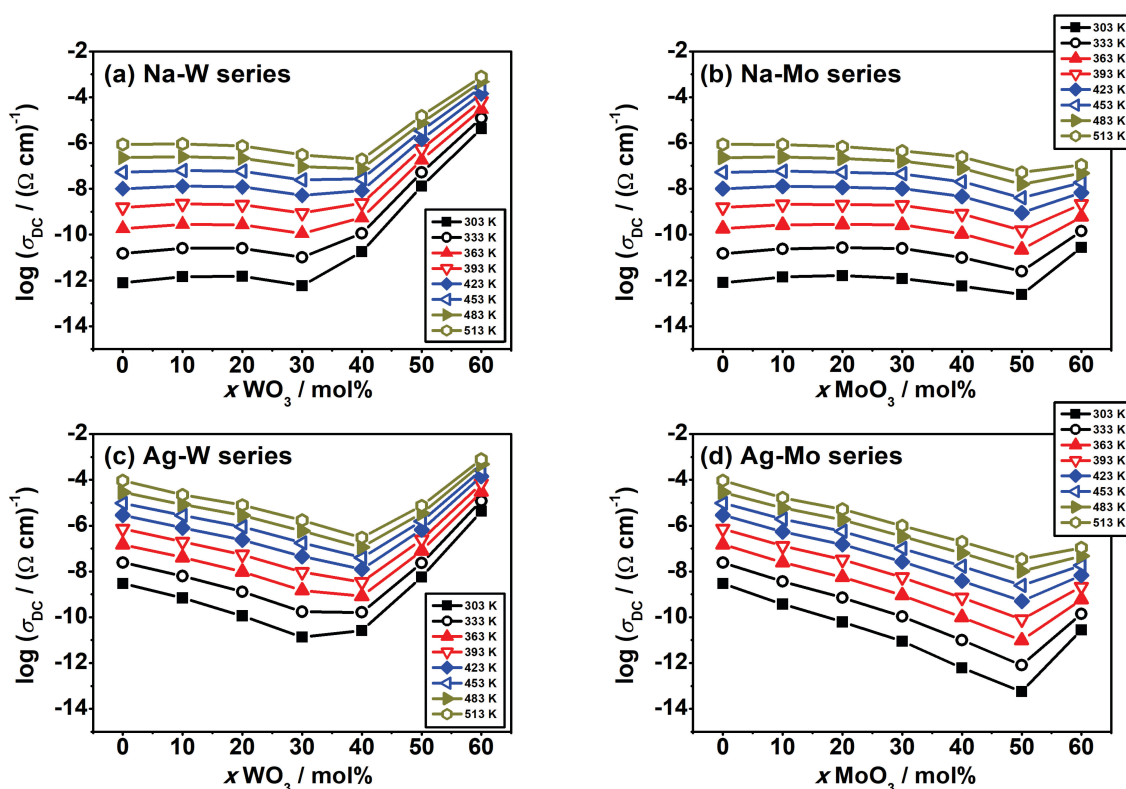 (a) Na-W series
log (σDC / (Ω cm)-1
-2
-4
-6
-8
-10
-12
-14
0 10 20 30 40 50 60
x WO3 / mol%
303 K
333 K
363 K
393 K
423 K
453 K
483 K
513 K
(b) Na-Mo series
log (σDC / (Ω cm)-1
-2
-4
-6
-8
-10
-12
-14
0 10 20 30 40 50 60
x MoO3 / mol%
303 K
333 K
363 K
393 K
423 K
453 K
483 K
513 K
(c) Ag-W series
log (σDC / (Ω cm)-1
-2
-4
-6
-8
-10
-12
-14
0 10 20 30 40 50 60
x WO3 / mol%
303 K
333 K
363 K
393 K
423 K
453 K
483 K
513 K
(d) Ag-Mo series
log (σDC / (Ω cm)-1
-2
-4
-6
-8
-10
-12
-14
0 10 20 30 40 50 60
x MoO3 / mol%
303 K
333 K
363 K
393 K
423 K
453 K
483 K
513 K